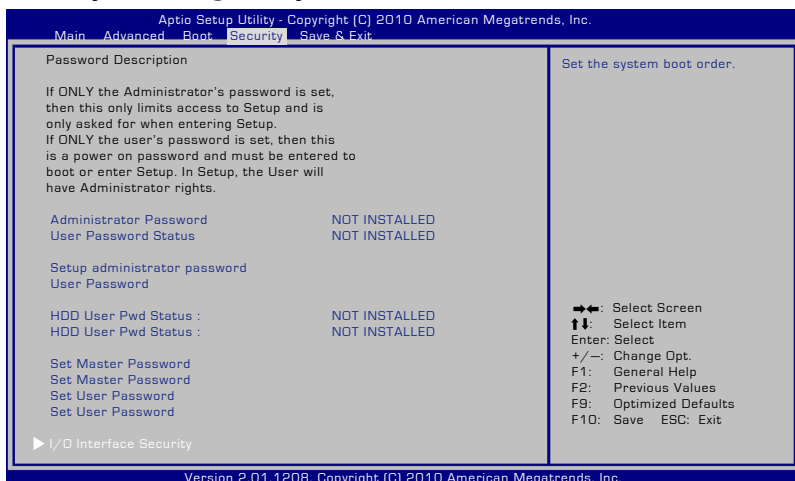 Aptio Setup Utility - Copyright (C) 2010 American Megatrends, Inc.
Main Advanced Boot Security Save & Exit
Password Description
If ONLY the Administrator's password is set,
then this only limits access to Setup and is
only asked for when entering Setup.
If ONLY the user's password is set, then this
is a power on password and must be entered to
boot or enter Setup. In Setup, the User will
have Administrator rights.
Administrator Password NOT INSTALLED
User Password Status NOT INSTALLED
Setup administrator password
User Password
HDD User Pwd Status : NOT INSTALLED
HDD User Pwd Status : NOT INSTALLED
Set Master Password
Set Master Password
Set User Password
Set User Password
I/O Interface Security
Set the system boot order.
→←: Select Screen
↑↓: Select Item
Enter: Select
+/—: Change Opt.
F1: General Help
F2: Previous Values
F9: Optimized Defaults
F10: Save ESC: Exit
Version 2.01.1208. Copyright (C) 2010 American Megatrends, Inc.